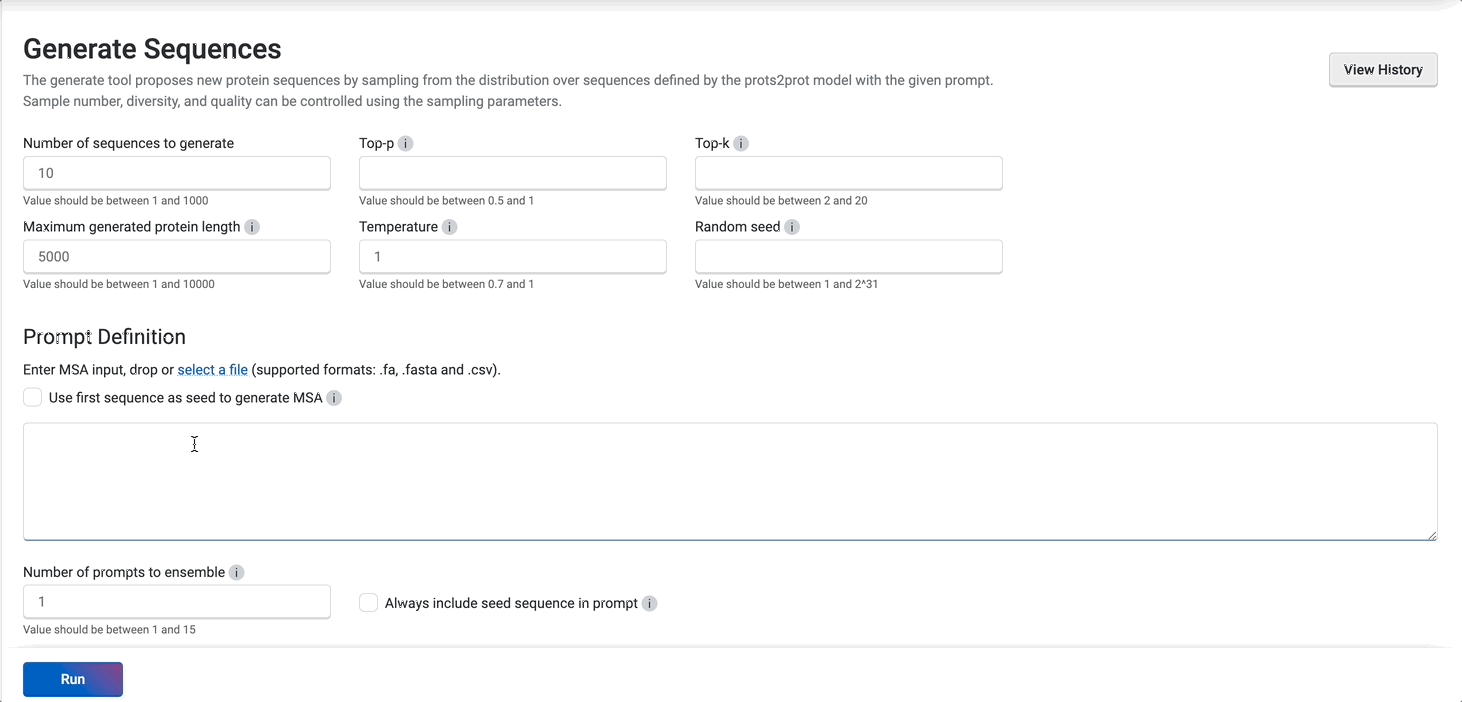 Generate Sequences
View History
The generate tool proposes new protein sequences by sampling from the distribution over sequences defined by the prots2prot model with the given prompt.
Sample number, diversity, and quality can be controlled using the sampling parameters.
Number of sequences to generate
Top-p i
Top-k i
10
Value should be between 1 and 1000
Value should be between 0.5 and 1
Value should be between 2 and 20
Maximum generated protein length i
Temperature i
Random seed i
5000
1
Value should be between 1 and 10000
Value should be between 0.7 and 1
Value should be between 1 and 2^31
Prompt Definition
Enter MSA input, drop or select a file (supported formats: .fa, .fasta and .csv).
Use first sequence as seed to generate MSA i
Number of prompts to ensemble i
1
Always include seed sequence in prompt i
Value should be between 1 and 15
Run